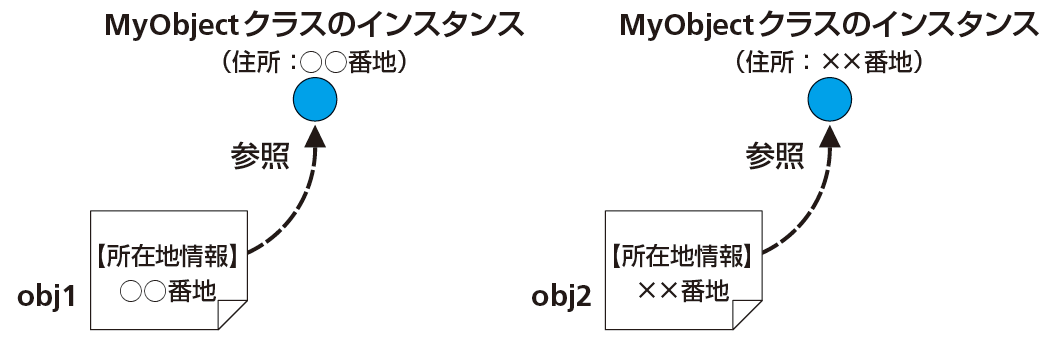 MyObjectクラスのインスタンス
（住所：○○番地）
参照
【所在地情報】
○○番地
obj1
MyObjectクラスのインスタンス
（住所：××番地）
参照
【所在地情報】
××番地
obj2